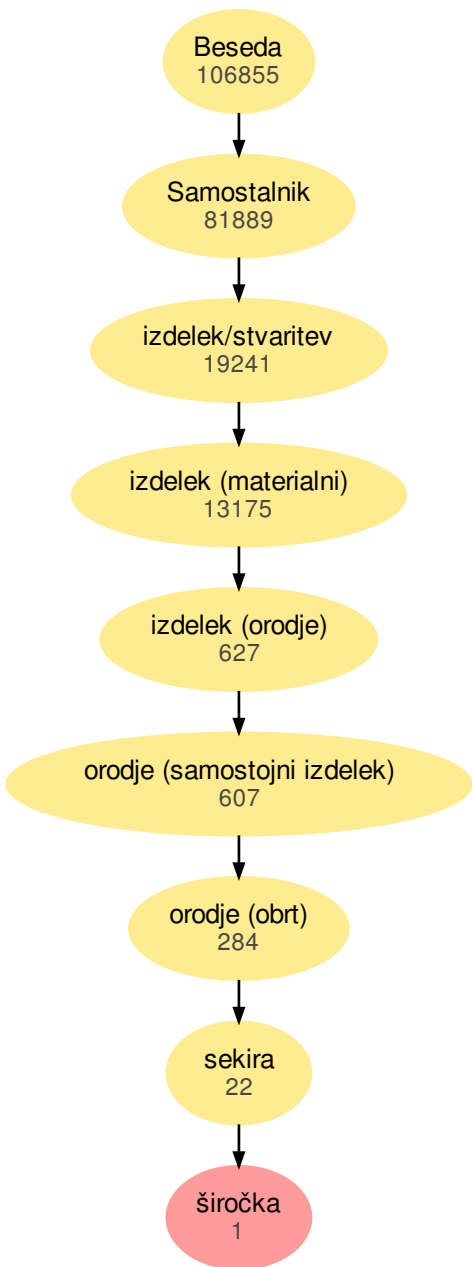 Beseda
106855
Samostalnik
81889
izdelek/stvaritev
19241
izdelek (materialni)
13175
izdelek (orodje)
627
orodje (samostojni izdelek)
607
orodje (obrt)
284
sekira
22
širočka
1